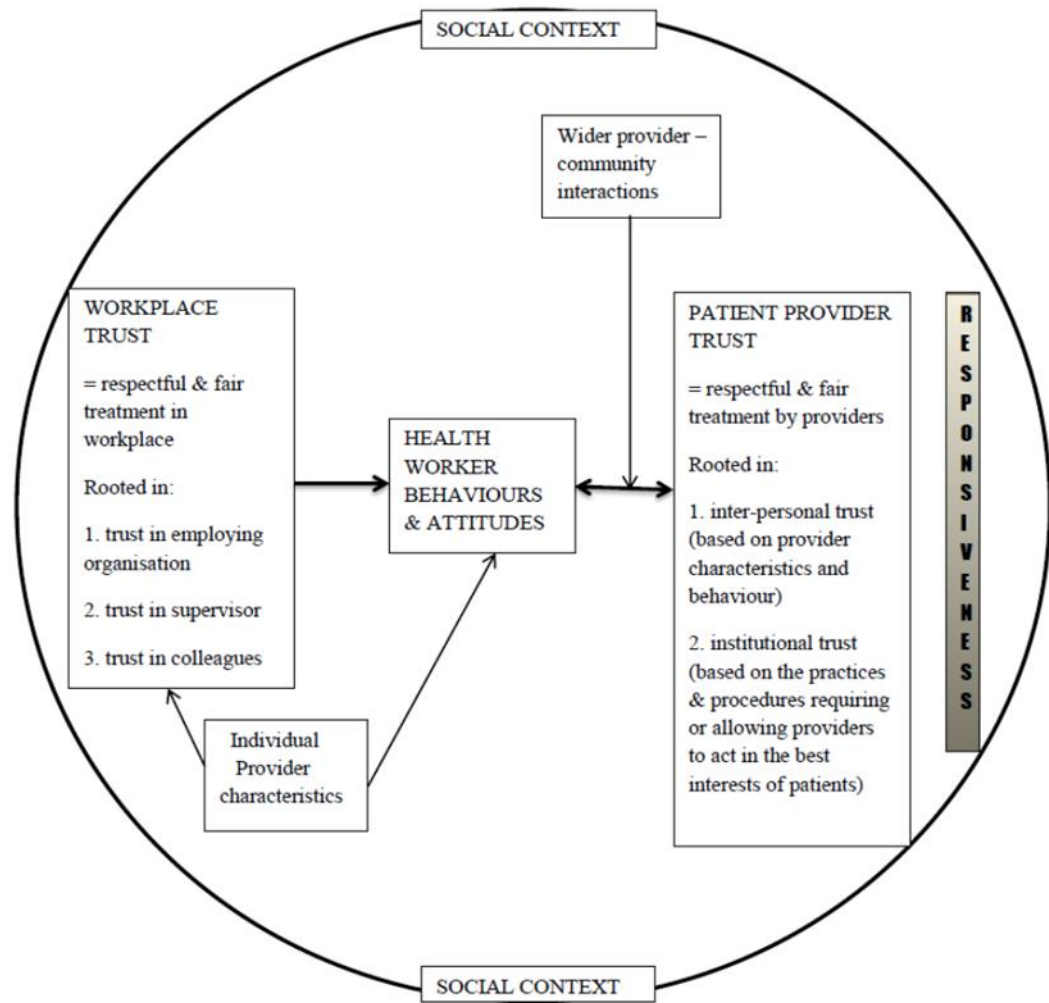 SOCIAL CONTEXT
Wider provider –
community
interactions
WORKPLACE
TRUST
= respectful & fair
treatment in
workplace
Rooted in:
1. trust in employing
organisation
2. trust in supervisor
3. trust in colleagues
HEALTH
WORKER
BEHAVIOURS
& ATTITUDES
Individual
Provider
characteristics
PATIENT PROVIDER
TRUST
= respectful & fair
treatment by providers
Rooted in:
1. inter-personal trust
(based on provider
characteristics and
behaviour)
2. institutional trust
(based on the practices
& procedures requiring
or allowing providers
to act in the best
interests of patients)
RESPONSIVENESS
SOCIAL CONTEXT